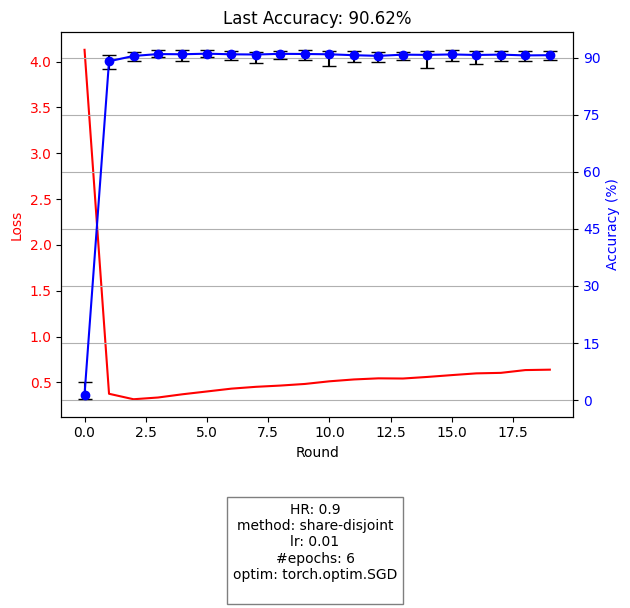 Last Accuracy: 90.62%
4.0
3.5
3.0
2.5
2.0
1.5
1.0
0.5
Loss
90
75
60
45
30
15
0
Accuracy (%)
0.0 2.5 5.0 7.5 10.0 12.5 15.0 17.5
Round
HR: 0.9
method: share-disjoint
lr: 0.01
#epochs: 6
optim: torch.optim.SGD